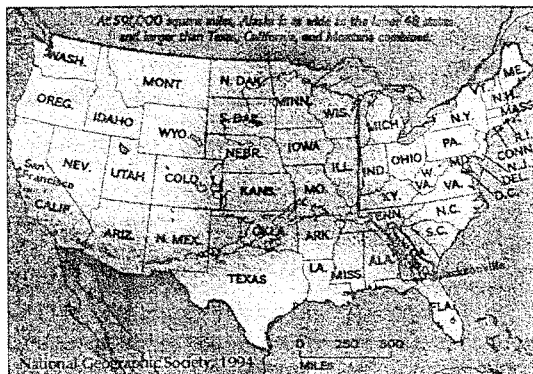 At 591,000 square miles, Alaska is as wide as the lower 48 states
and larger than Texas, California, and Montana combined.
WASH.
MONT.
N. DAK.
MINN.
ME.
VT.
N.H.
OREG.
IDAHO
S. DAK.
WIS.
MICH
N.Y.
MASS.
WYO.
R.I.
CONN.
NEBR.
IOWA
PA.
N.J.
San
Francisco
NEV.
UTAH
COLO.
ILL.
IND.
OHIO
MD.
DEL.
W.
VA.
VA.
D.C.
KANS.
MO.
KY.
CALIF.
N.C.
TENN.
ARIZ.
N. MEX.
OKLA.
ARK.
S.C.
MISS.
ALA.
TEXAS
LA.
FLA.
National Geographic Society, 1994
0 250 500
MILES